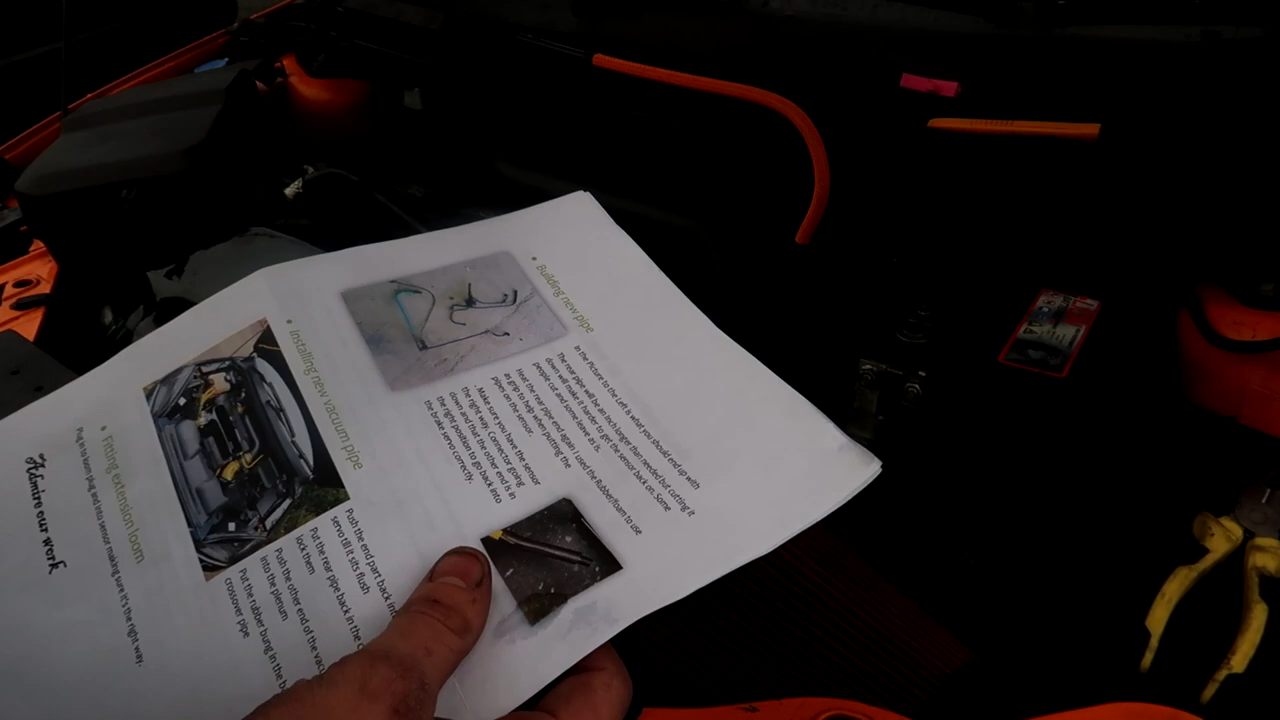 Building new pipe
In the Picture to the Left is what you should end up with
The rear pipe will be an inch longer than needed but cutting it
down will make it harder to get the sensor back on. Some
people cut and some leave as is.
Heat the rear pipe end again I used the Rubber/foam to use
as grip to help when putting the
pipes on the sensor.
Make sure you have the sensor
the right way. Connector going
down and that the other end is in
the right position to go back into
the brake servo correctly.
Installing new vacuum pipe
Push the end part back into
servo till it sits flush
Put the rear pipe back in the
lock them
Push the other end of the
into the plenum
Put the rubber bung in the
crossover pipe
Fitting extension loom
Plug in to loom plug and into sensor making sure it's the right way.
Admire our work